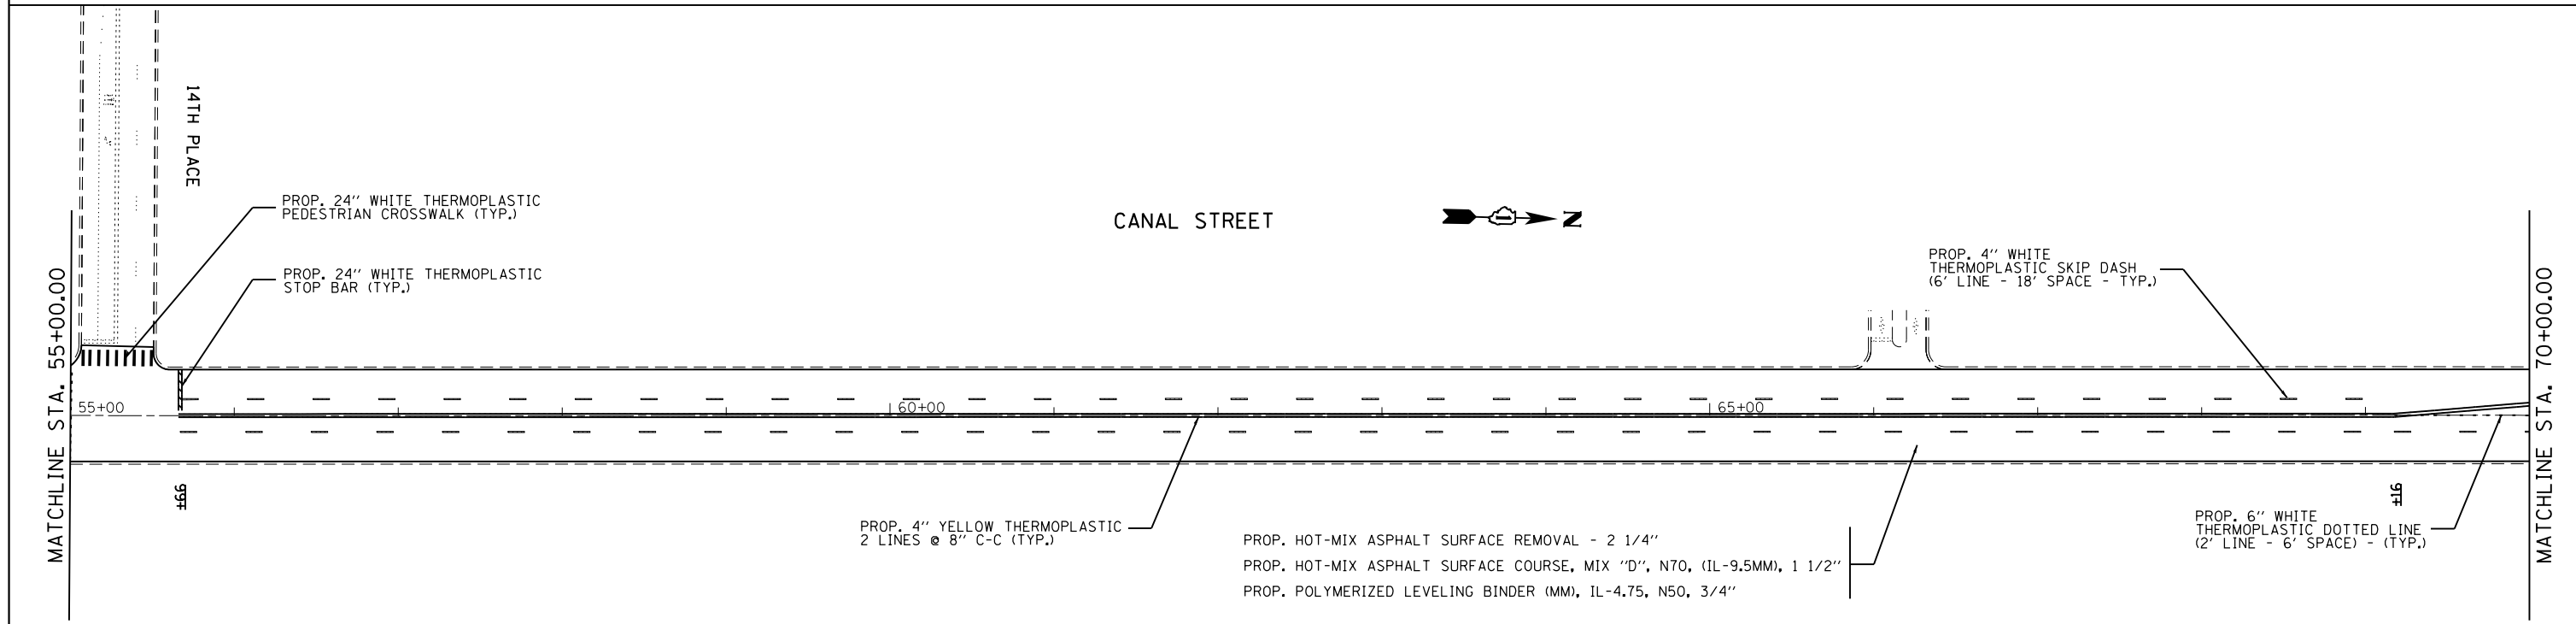 14TH PLACE
PROP. 24" WHITE THERMOPLASTIC
PEDESTRIAN CROSSWALK (TYP.)
CANAL STREET
N
PROP. 24" WHITE THERMOPLASTIC
STOP BAR (TYP.)
PROP. 4" WHITE
THERMOPLASTIC SKIP DASH
(6' LINE - 18' SPACE - TYP.)
MATCHLINE STA. 55+00.00
MATCHLINE STA. 70+00.00
55+00
60+00
65+00
+66
+16
PROP. 4" YELLOW THERMOPLASTIC
2 LINES @ 8" C-C (TYP.)
PROP. HOT-MIX ASPHALT SURFACE REMOVAL - 2 1/4"
PROP. HOT-MIX ASPHALT SURFACE COURSE, MIX "D", N70, (IL-9.5MM), 1 1/2"
PROP. POLYMERIZED LEVELING BINDER (MM), IL-4.75, N50, 3/4"
PROP. 6" WHITE
THERMOPLASTIC DOTTED LINE
(2' LINE - 6' SPACE) - (TYP.)